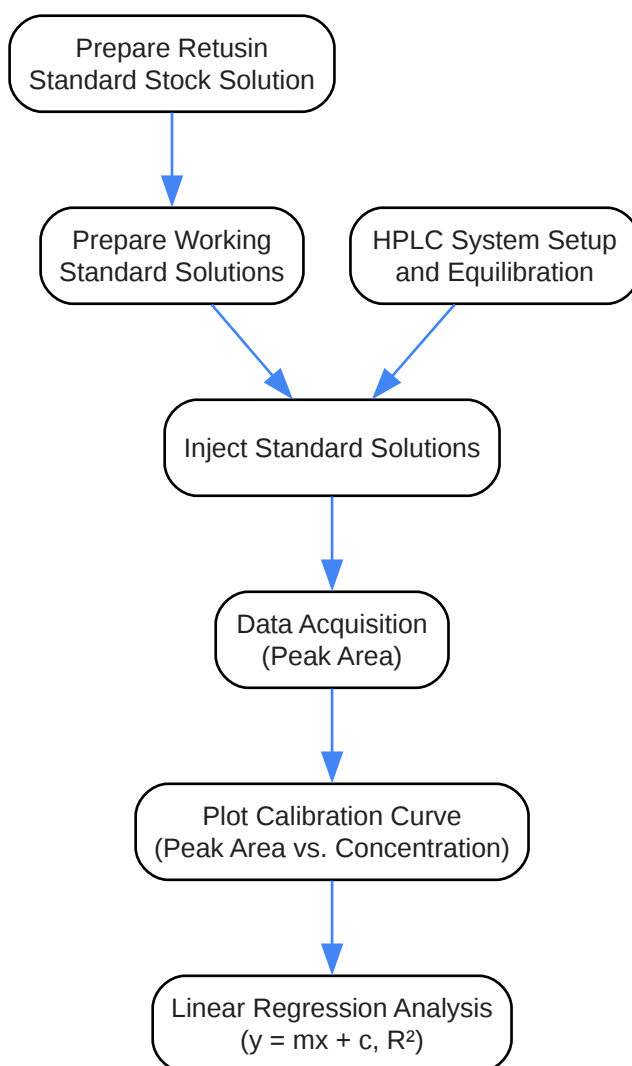 Prepare Retusin
Standard Stock Solution
Prepare Working
Standard Solutions
HPLC System Setup
and Equilibration
Inject Standard Solutions
Data Acquisition
(Peak Area)
Plot Calibration Curve
(Peak Area vs. Concentration)
Linear Regression Analysis
(y = mx + c, R²)